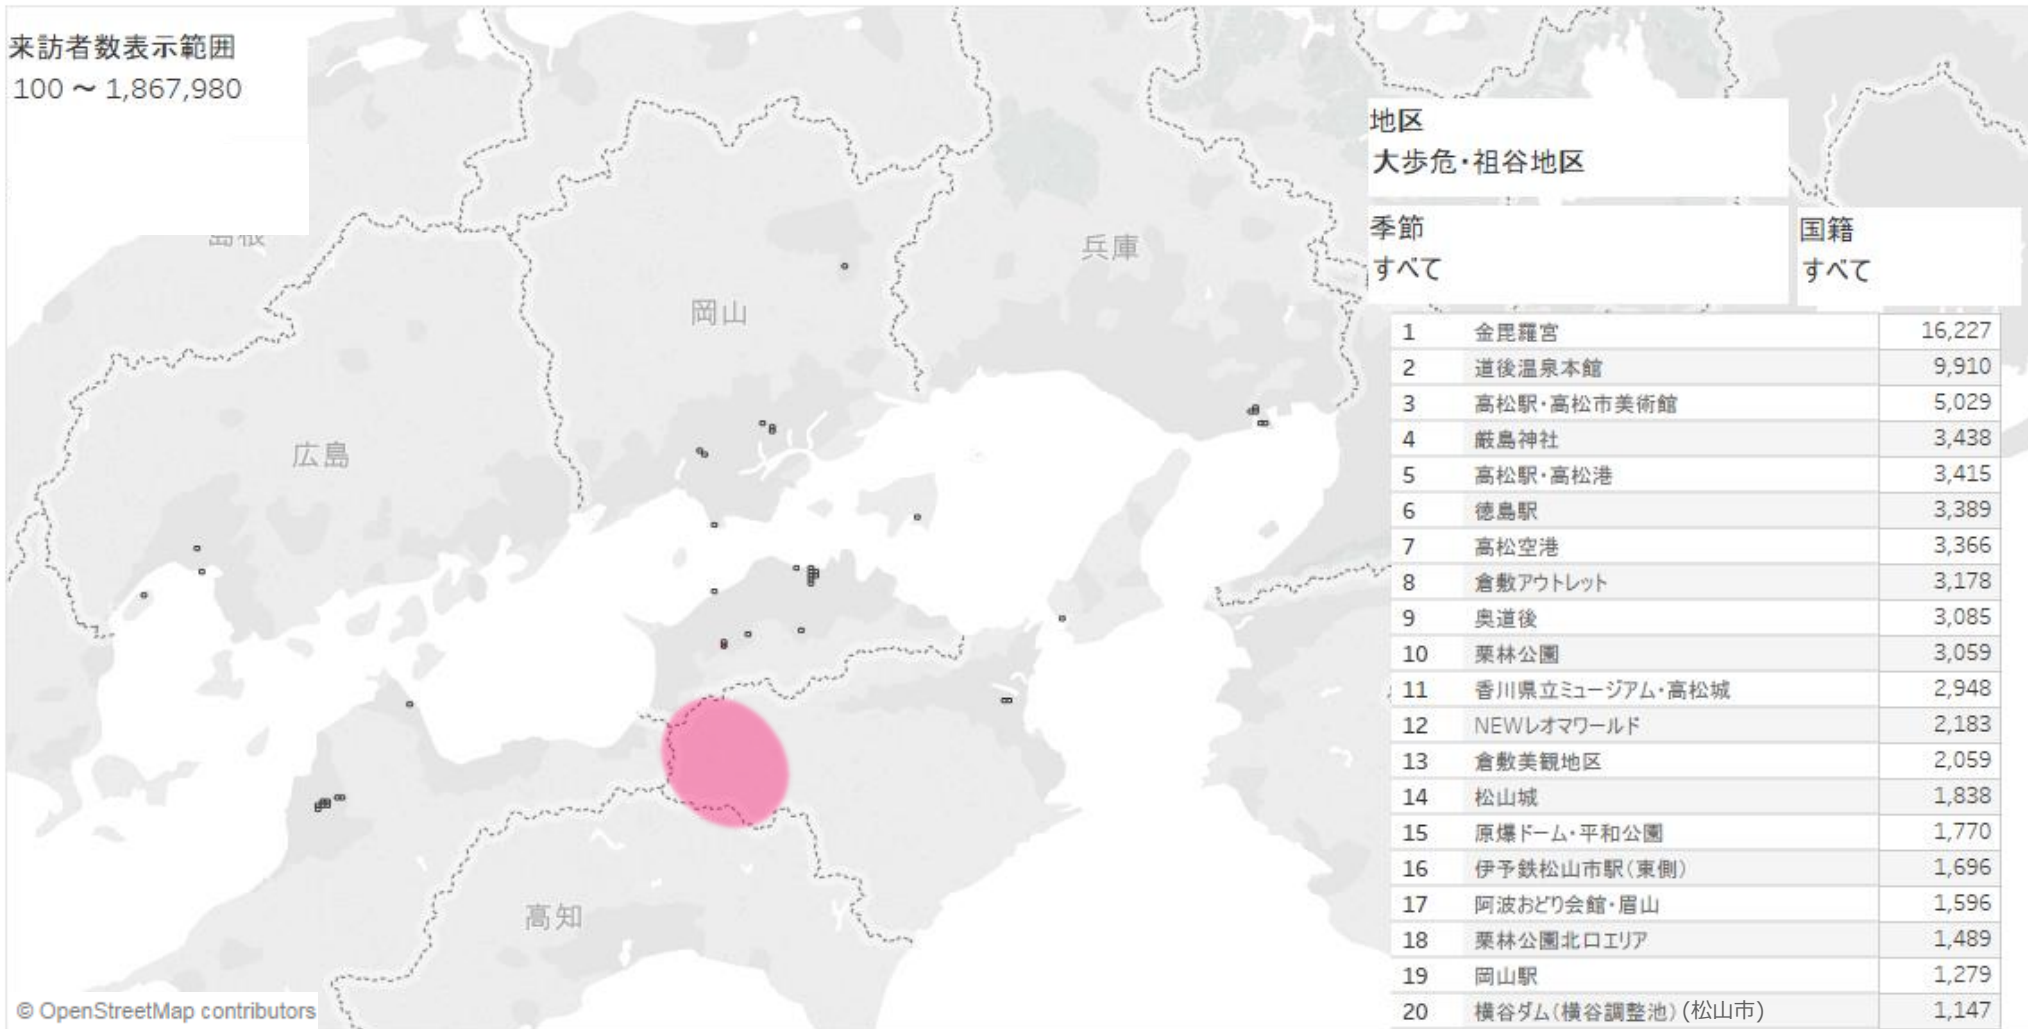 来訪者数表示範囲
100 ～ 1,867,980
地区
大歩危・祖谷地区
季節
すべて
国籍
すべて
島根
兵庫
岡山
広島
高知
1 金毘羅宮 16,227
2 道後温泉本館 9,910
3 高松駅・高松市美術館 5,029
4 厳島神社 3,438
5 高松駅・高松港 3,415
6 徳島駅 3,389
7 高松空港 3,366
8 倉敷アウトレット 3,178
9 奥道後 3,085
10 栗林公園 3,059
11 香川県立ミュージアム・高松城 2,948
12 NEWレオマワールド 2,183
13 倉敷美観地区 2,059
14 松山城 1,838
15 原爆ドーム・平和公園 1,770
16 伊予鉄松山市駅（東側） 1,696
17 阿波おどり会館・眉山 1,596
18 栗林公園北口エリア 1,489
19 岡山駅 1,279
20 横谷ダム（横谷調整池） (松山市) 1,147
© OpenStreetMap contributors